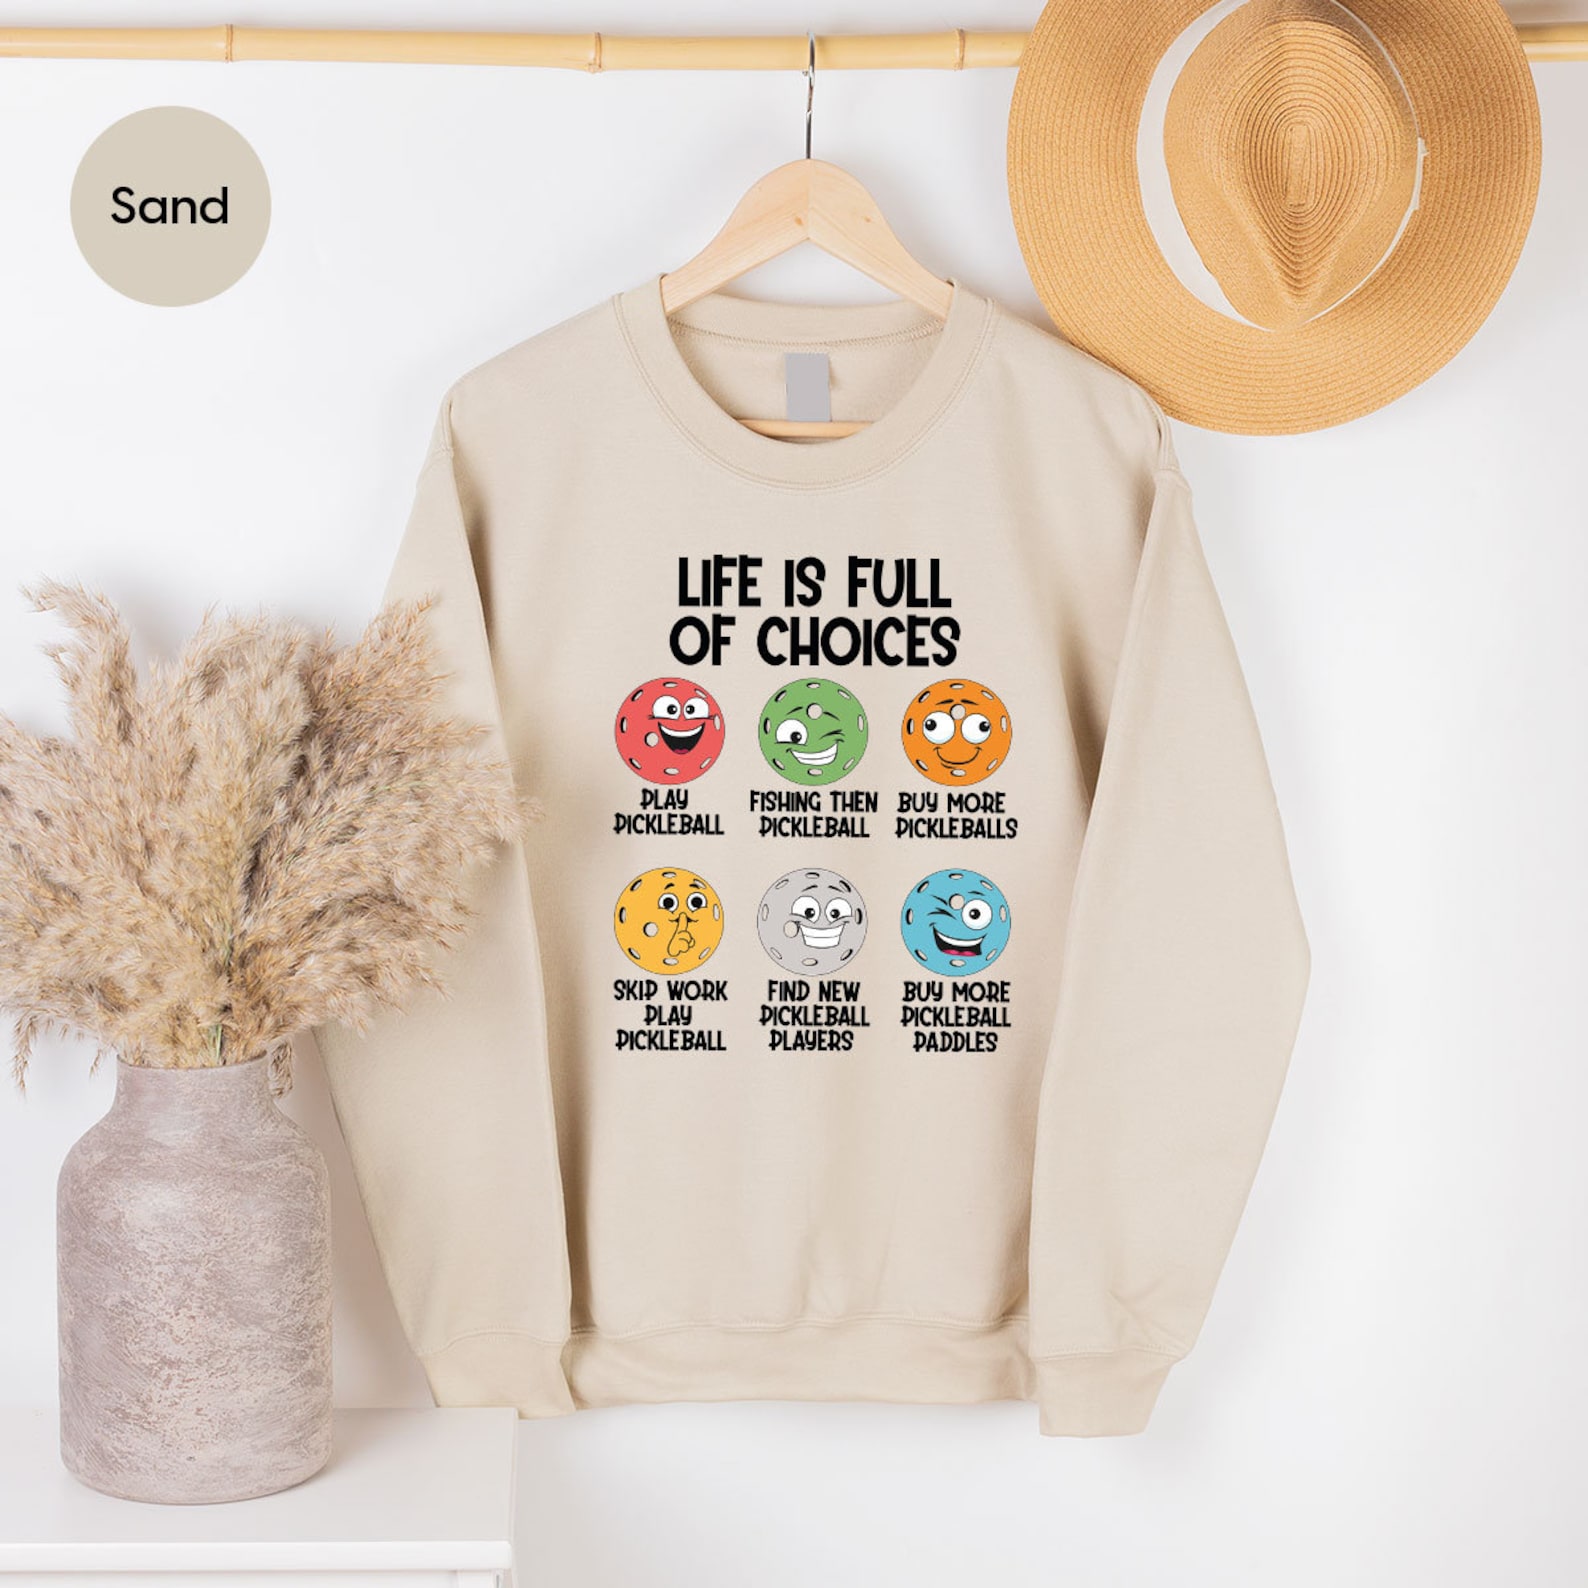 Sand
LIFE IS FULL
OF CHOICES
PLAY
PICKLEBALL
FISHING THEN
PICKLEBALL
BUY MORE
PICKLEBALLS
SKIP WORK
PLAY
PICKLEBALL
FIND NEW
PICKLEBALL
PLAYERS
BUY MORE
PICKLEBALL
PADDLES